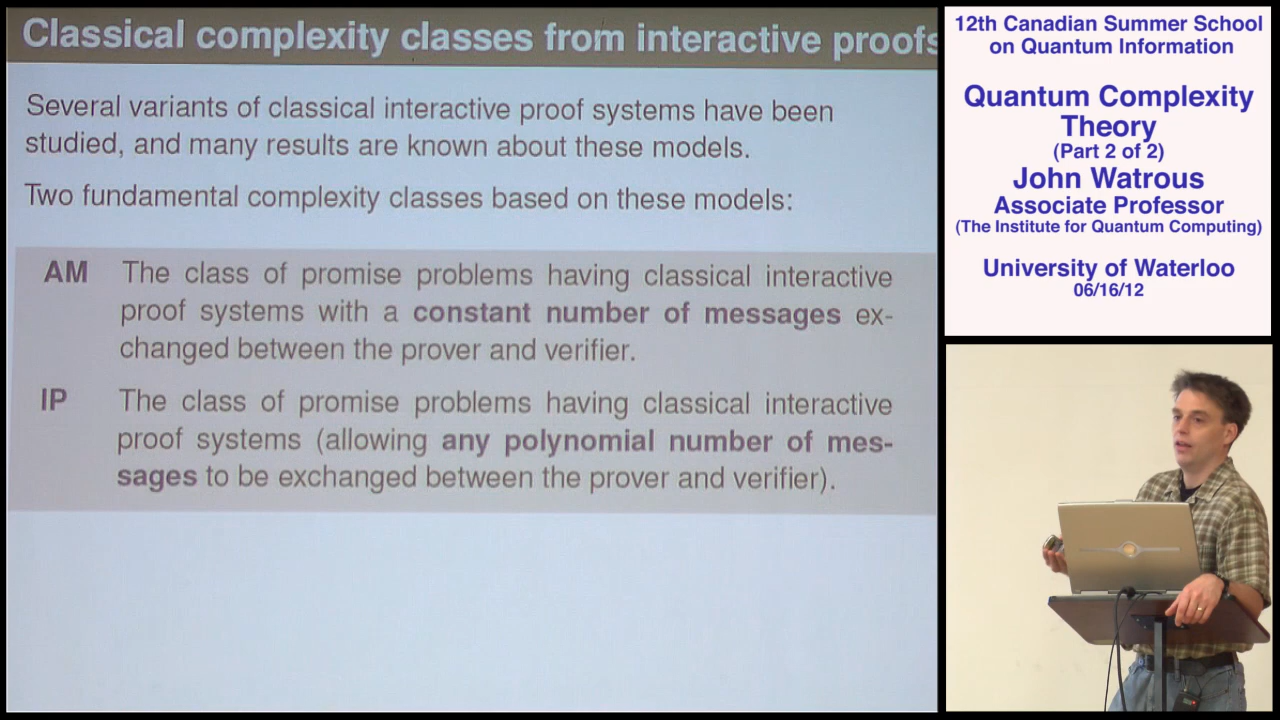 Classical complexity classes from interactive proofs
Several variants of classical interactive proof systems have been
studied, and many results are known about these models.
Two fundamental complexity classes based on these models:
AM The class of promise problems having classical interactive
proof systems with a constant number of messages ex-
changed between the prover and verifier.
IP The class of promise problems having classical interactive
proof systems (allowing any polynomial number of mes-
sages to be exchanged between the prover and verifier).
12th Canadian Summer School
on Quantum Information
Quantum Complexity
Theory
(Part 2 of 2)
John Watrous
Associate Professor
(The Institute for Quantum Computing)
University of Waterloo
06/16/12